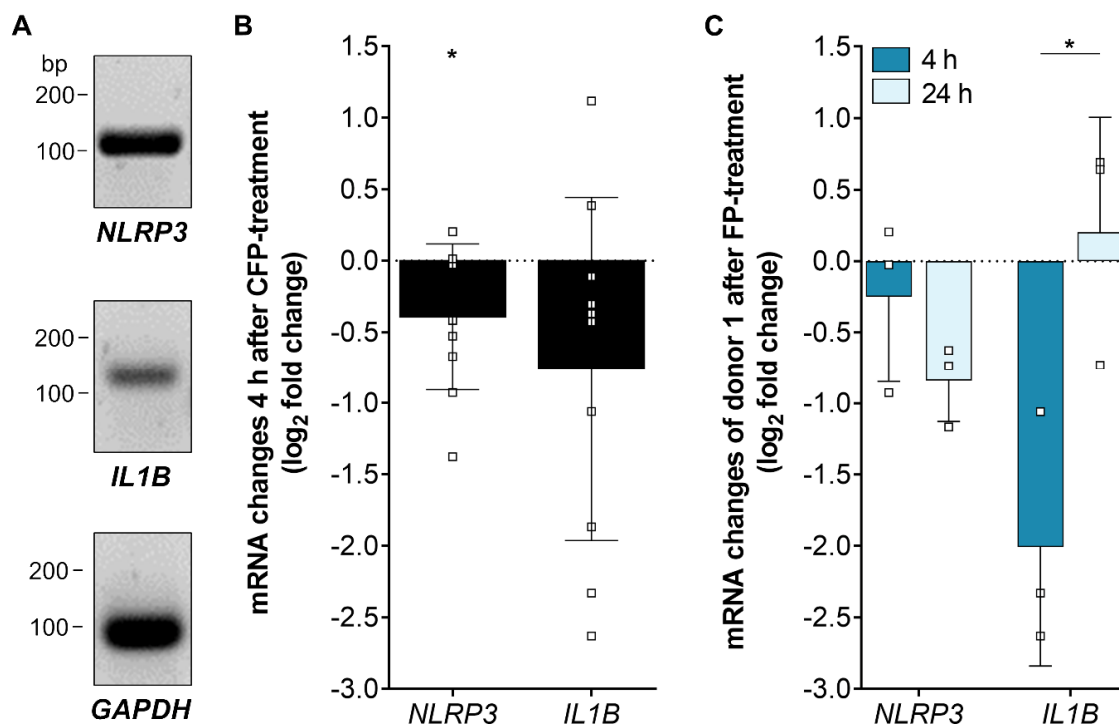 A
bp
200
100
NLRP3
200
100
IL1B
200
100
GAPDH
B
mRNA changes 4 h after CFP-treatment
(log2 fold change)
1.5
1.0
0.5
0.0
-0.5
-1.0
-1.5
-2.0
-2.5
-3.0
*
NLRP3
IL1B
C
mRNA changes of donor 1 after FP-treatment
(log2 fold change)
1.5
1.0
0.5
0.0
-0.5
-1.0
-1.5
-2.0
-2.5
-3.0
4 h
24 h
*
NLRP3
IL1B